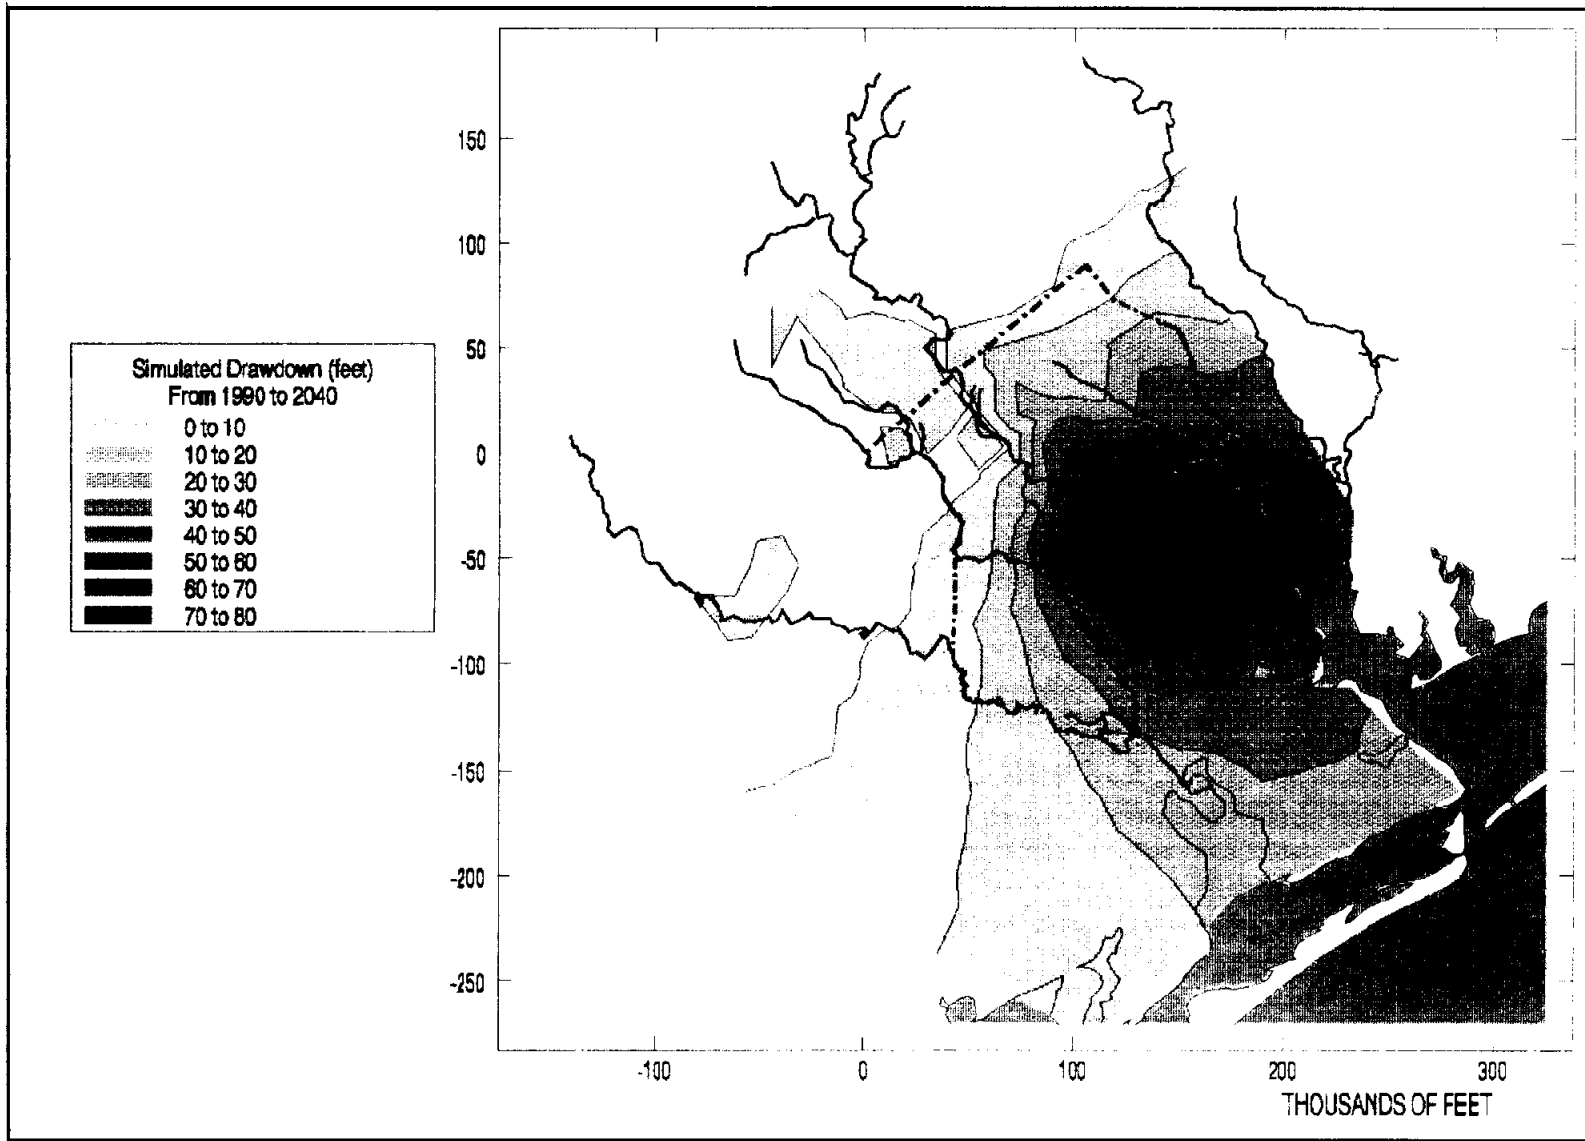 150
100
50
0
-50
-100
-150
-200
-250
Simulated Drawdown (feet)
From 1990 to 2040
0 to 10
10 to 20
20 to 30
30 to 40
40 to 50
50 to 60
60 to 70
70 to 80
-100 0 100 200 300
THOUSANDS OF FEET